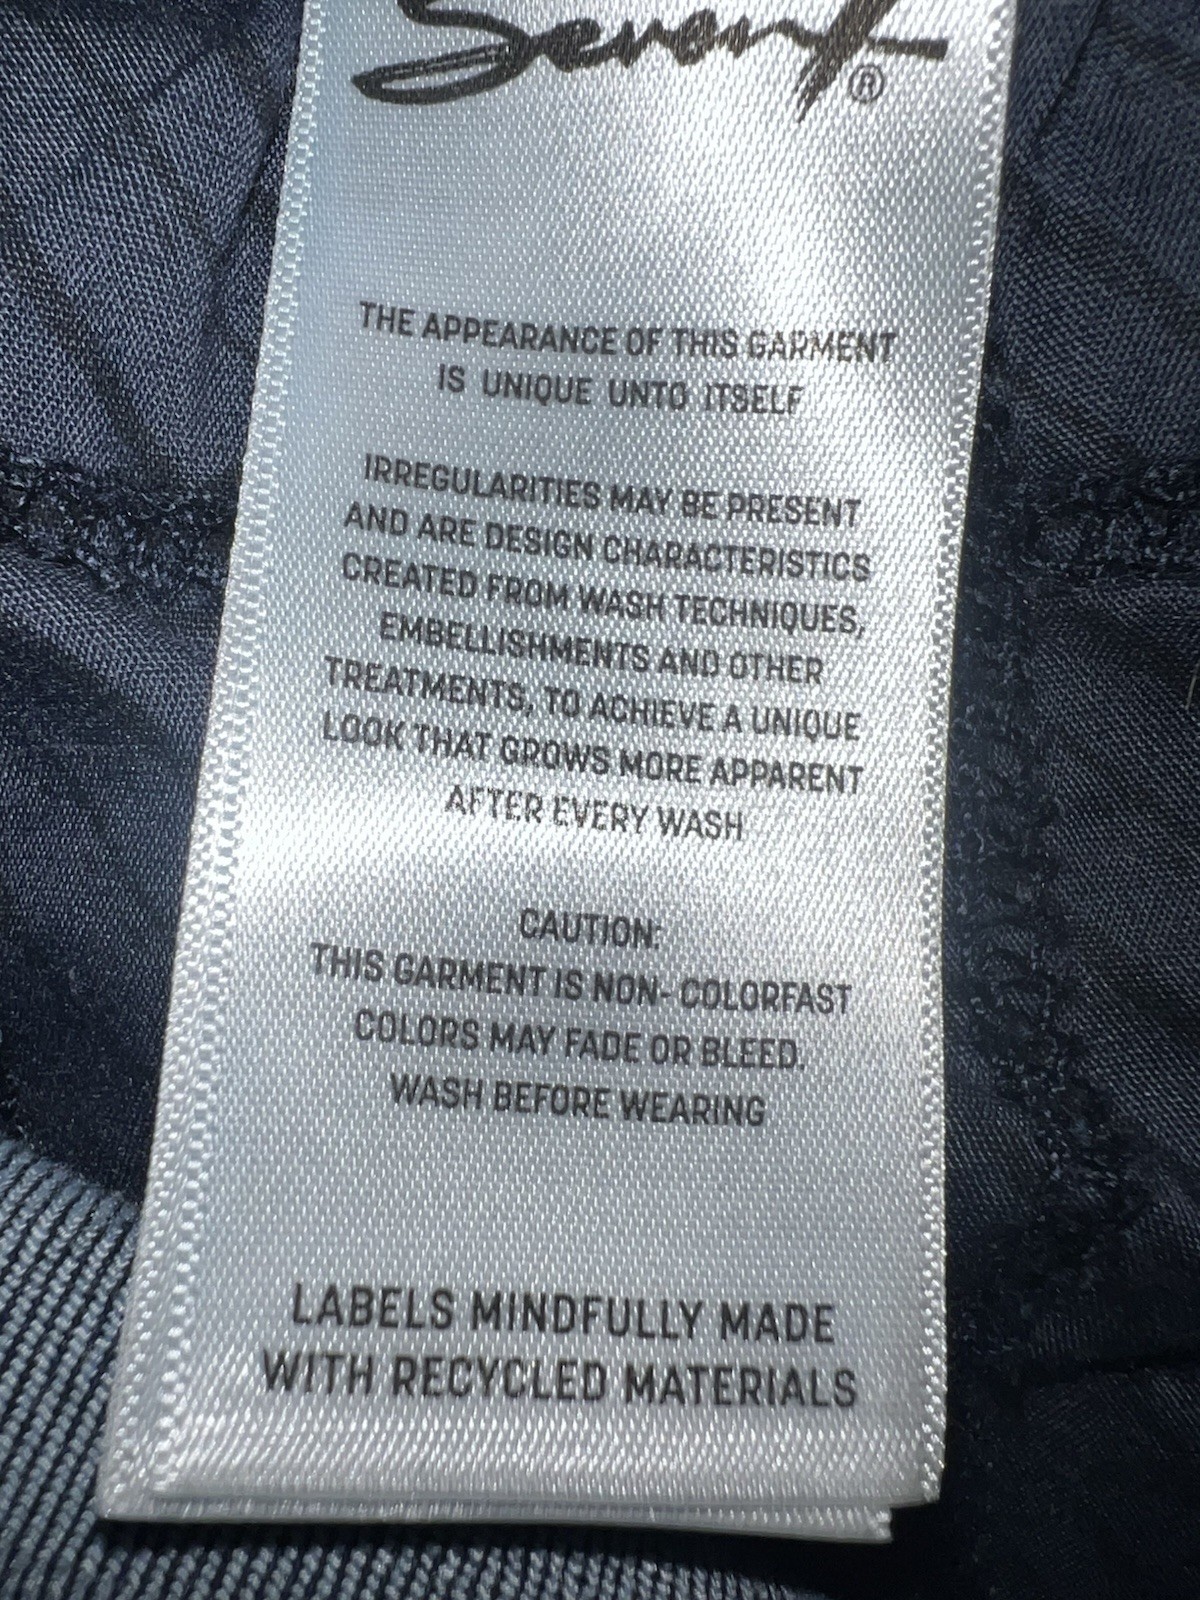 Seven7®
THE APPEARANCE OF THIS GARMENT
IS UNIQUE UNTO ITSELF
IRREGULARITIES MAY BE PRESENT
AND ARE DESIGN CHARACTERISTICS
CREATED FROM WASH TECHNIQUES,
EMBELLISHMENTS AND OTHER
TREATMENTS, TO ACHIEVE A UNIQUE
LOOK THAT GROWS MORE APPARENT
AFTER EVERY WASH
CAUTION:
THIS GARMENT IS NON- COLORFAST
COLORS MAY FADE OR BLEED.
WASH BEFORE WEARING
LABELS MINDFULLY MADE
WITH RECYCLED MATERIALS